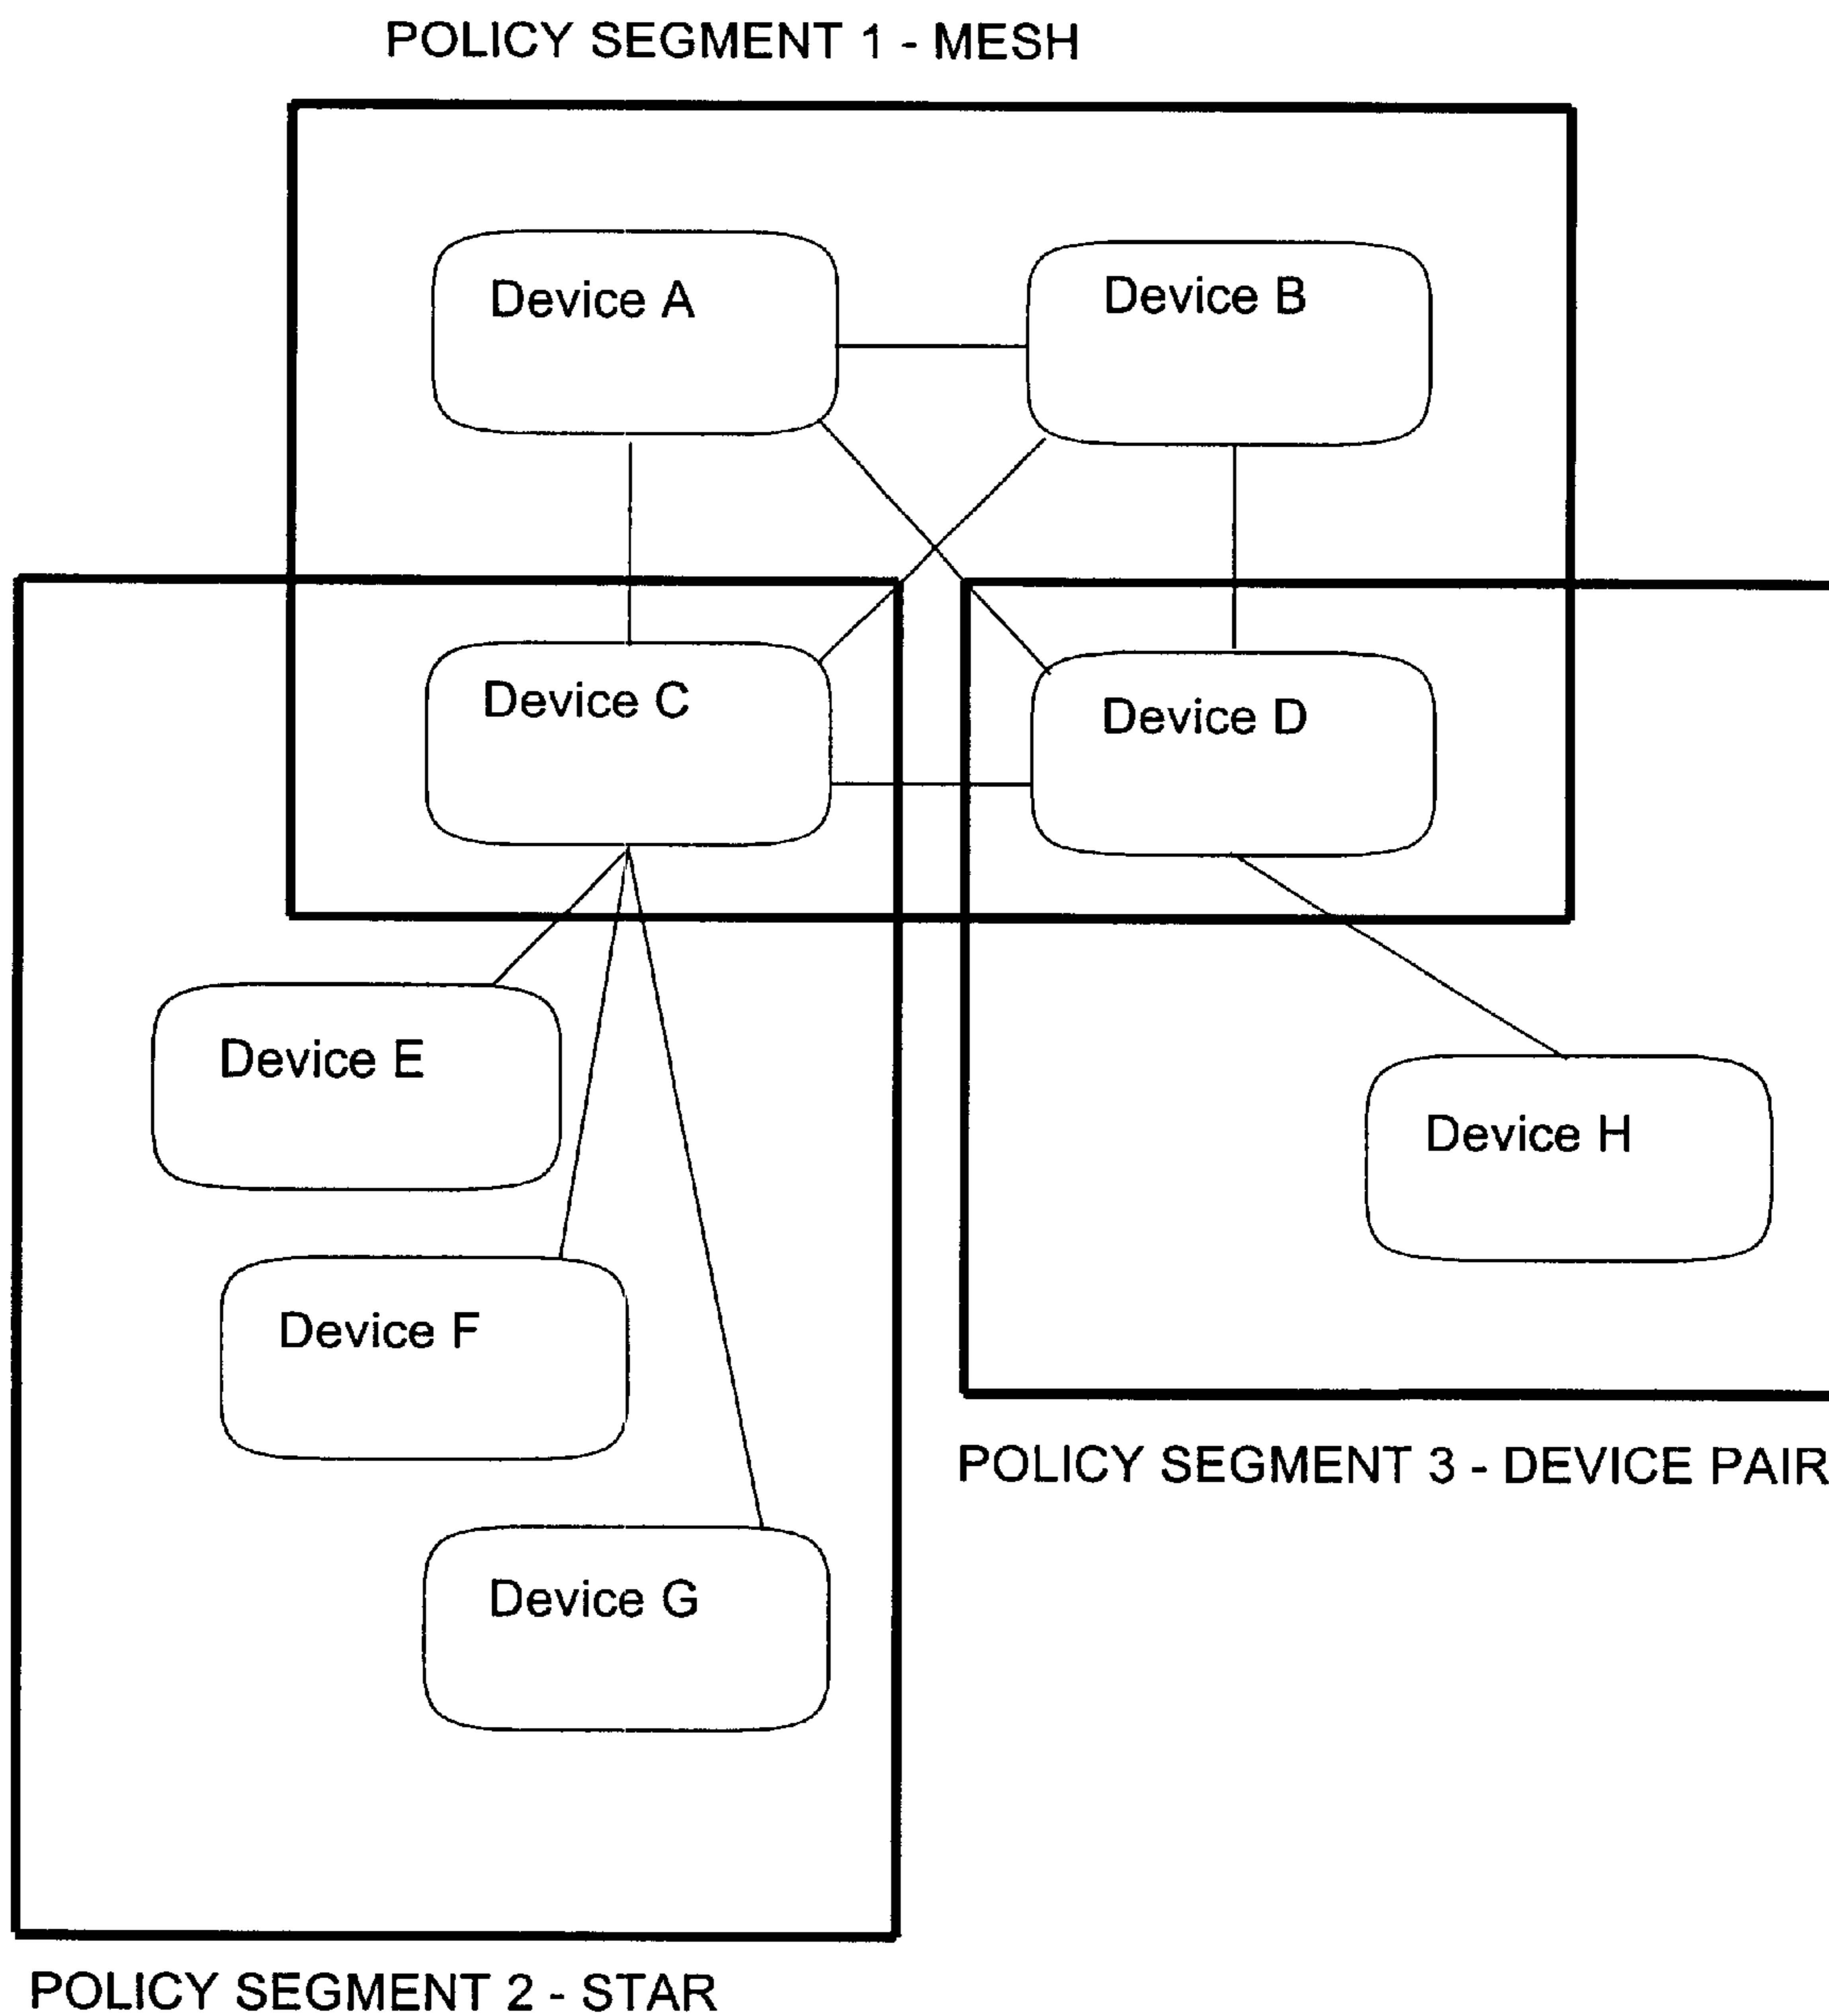 POLICY SEGMENT 1 - MESH
Device A
Device B
Device C
Device D
Device E
Device H
Device F
POLICY SEGMENT 3 - DEVICE PAIR
Device G
POLICY SEGMENT 2 - STAR